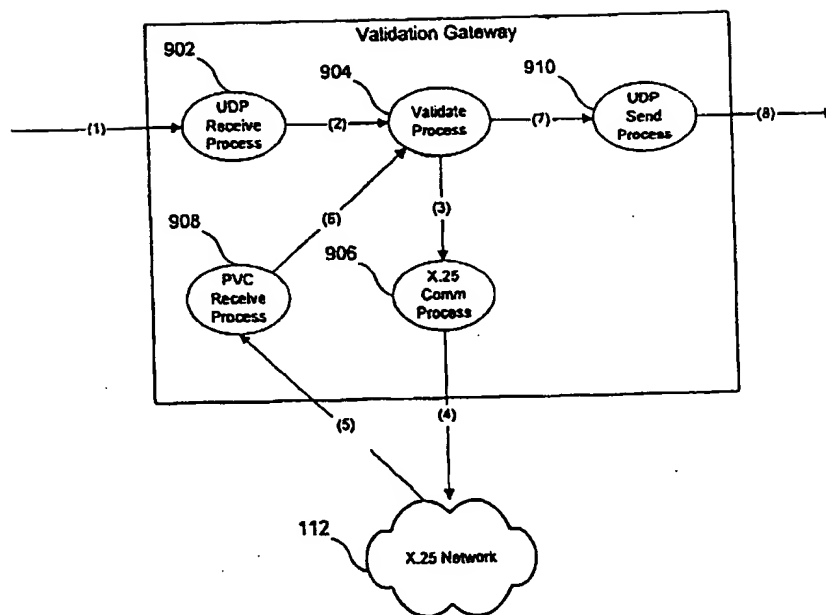 Validation Gateway
902
904
910
UDP
Receive
Process
Validate
Process
UDP
Send
Process
(1)
(2)
(7)
(8)
(3)
(6)
908
906
PVC
Receive
Process
X.25
Comm
Process
(5)
(4)
112
X.25 Network